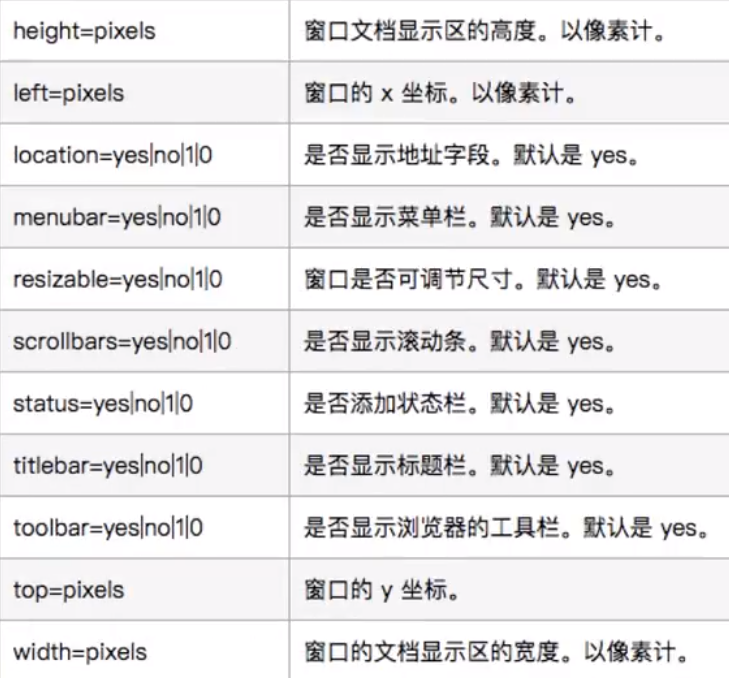 height=pixels 窗口文档显示区的高度。以像素计。
left=pixels 窗口的 x 坐标。以像素计。
location=yes|no|1|0 是否显示地址字段。默认是 yes。
menubar=yes|no|1|0 是否显示菜单栏。默认是 yes。
resizable=yes|no|1|0 窗口是否可调节尺寸。默认是 yes。
scrollbars=yes|no|1|0 是否显示滚动条。默认是 yes。
status=yes|no|1|0 是否添加状态栏。默认是 yes。
titlebar=yes|no|1|0 是否显示标题栏。默认是 yes。
toolbar=yes|no|1|0 是否显示浏览器的工具栏。默认是 yes。
top=pixels 窗口的 y 坐标。
width=pixels 窗口的文档显示区的宽度。以像素计。